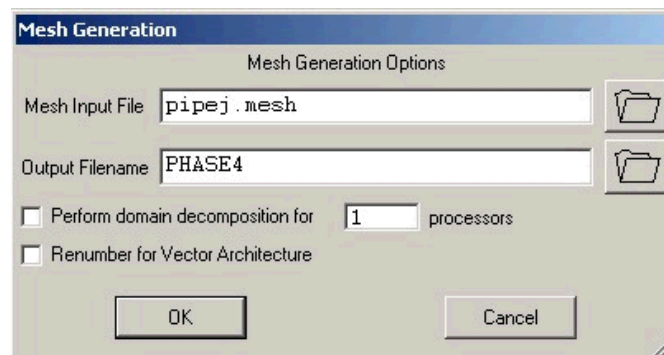 Mesh Generation
Mesh Generation Options
Mesh Input File pipej.mesh
Output Filename PHASE4
Perform domain decomposition for 1 processors
Renumber for Vector Architecture
OK Cancel